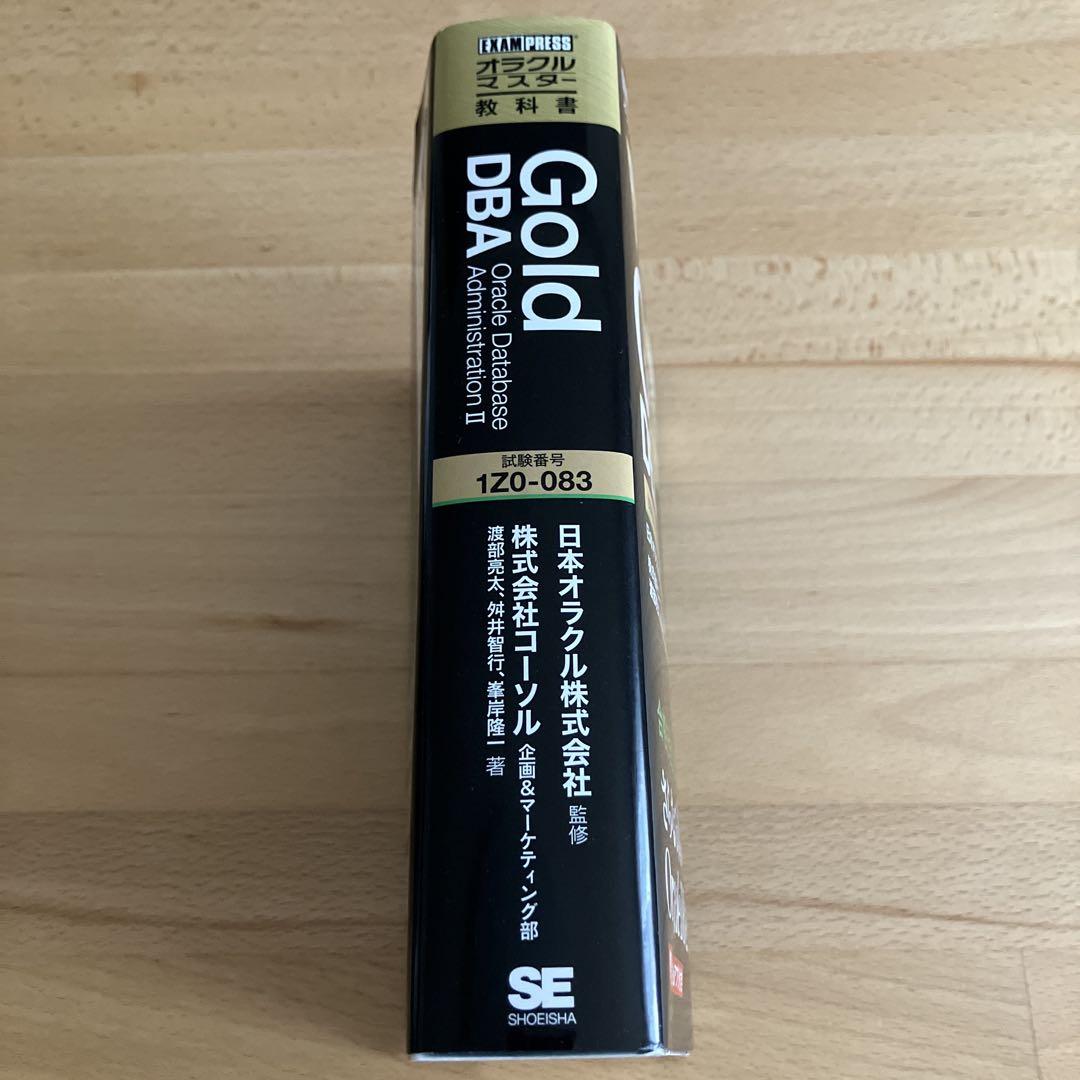 EXAMPRESS
オラクル
マスター
教科書
Gold
DBA
Oracle Database
Administration II
試験番号
1Z0-083
日本オラクル株式会社 監修
株式会社コーソル 企画&マーケティング部
渡部亮太、舛井智行、峯岸隆一 著
SE
SHOEISHA